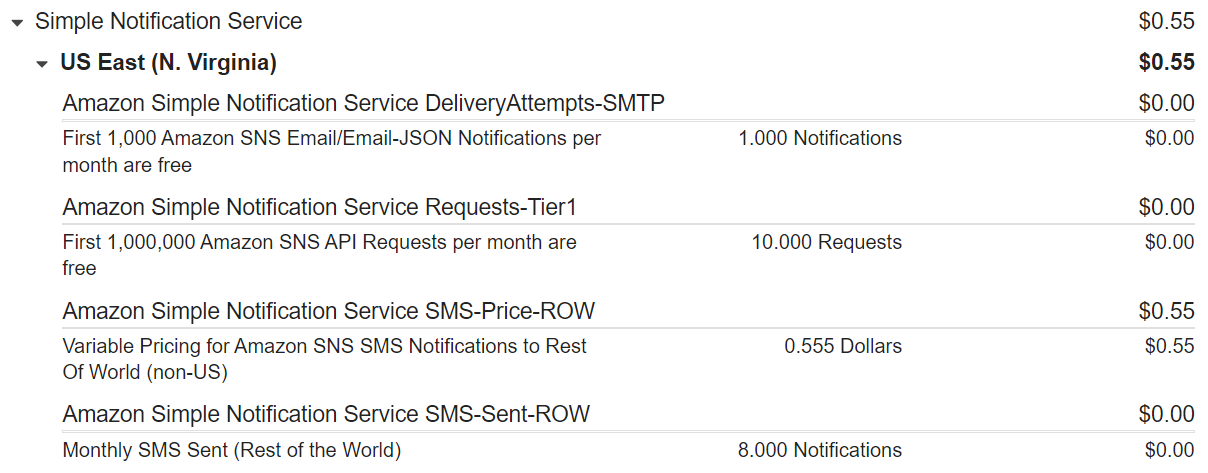 Simple Notification Service $0.55
US East (N. Virginia) $0.55
Amazon Simple Notification Service DeliveryAttempts-SMTP $0.00
First 1,000 Amazon SNS Email/Email-JSON Notifications per 1.000 Notifications $0.00
month are free
Amazon Simple Notification Service Requests-Tier1 $0.00
First 1,000,000 Amazon SNS API Requests per month are 10.000 Requests $0.00
free
Amazon Simple Notification Service SMS-Price-ROW $0.55
Variable Pricing for Amazon SNS SMS Notifications to Rest 0.555 Dollars $0.55
Of World (non-US)
Amazon Simple Notification Service SMS-Sent-ROW $0.00
Monthly SMS Sent (Rest of the World) 8.000 Notifications $0.00